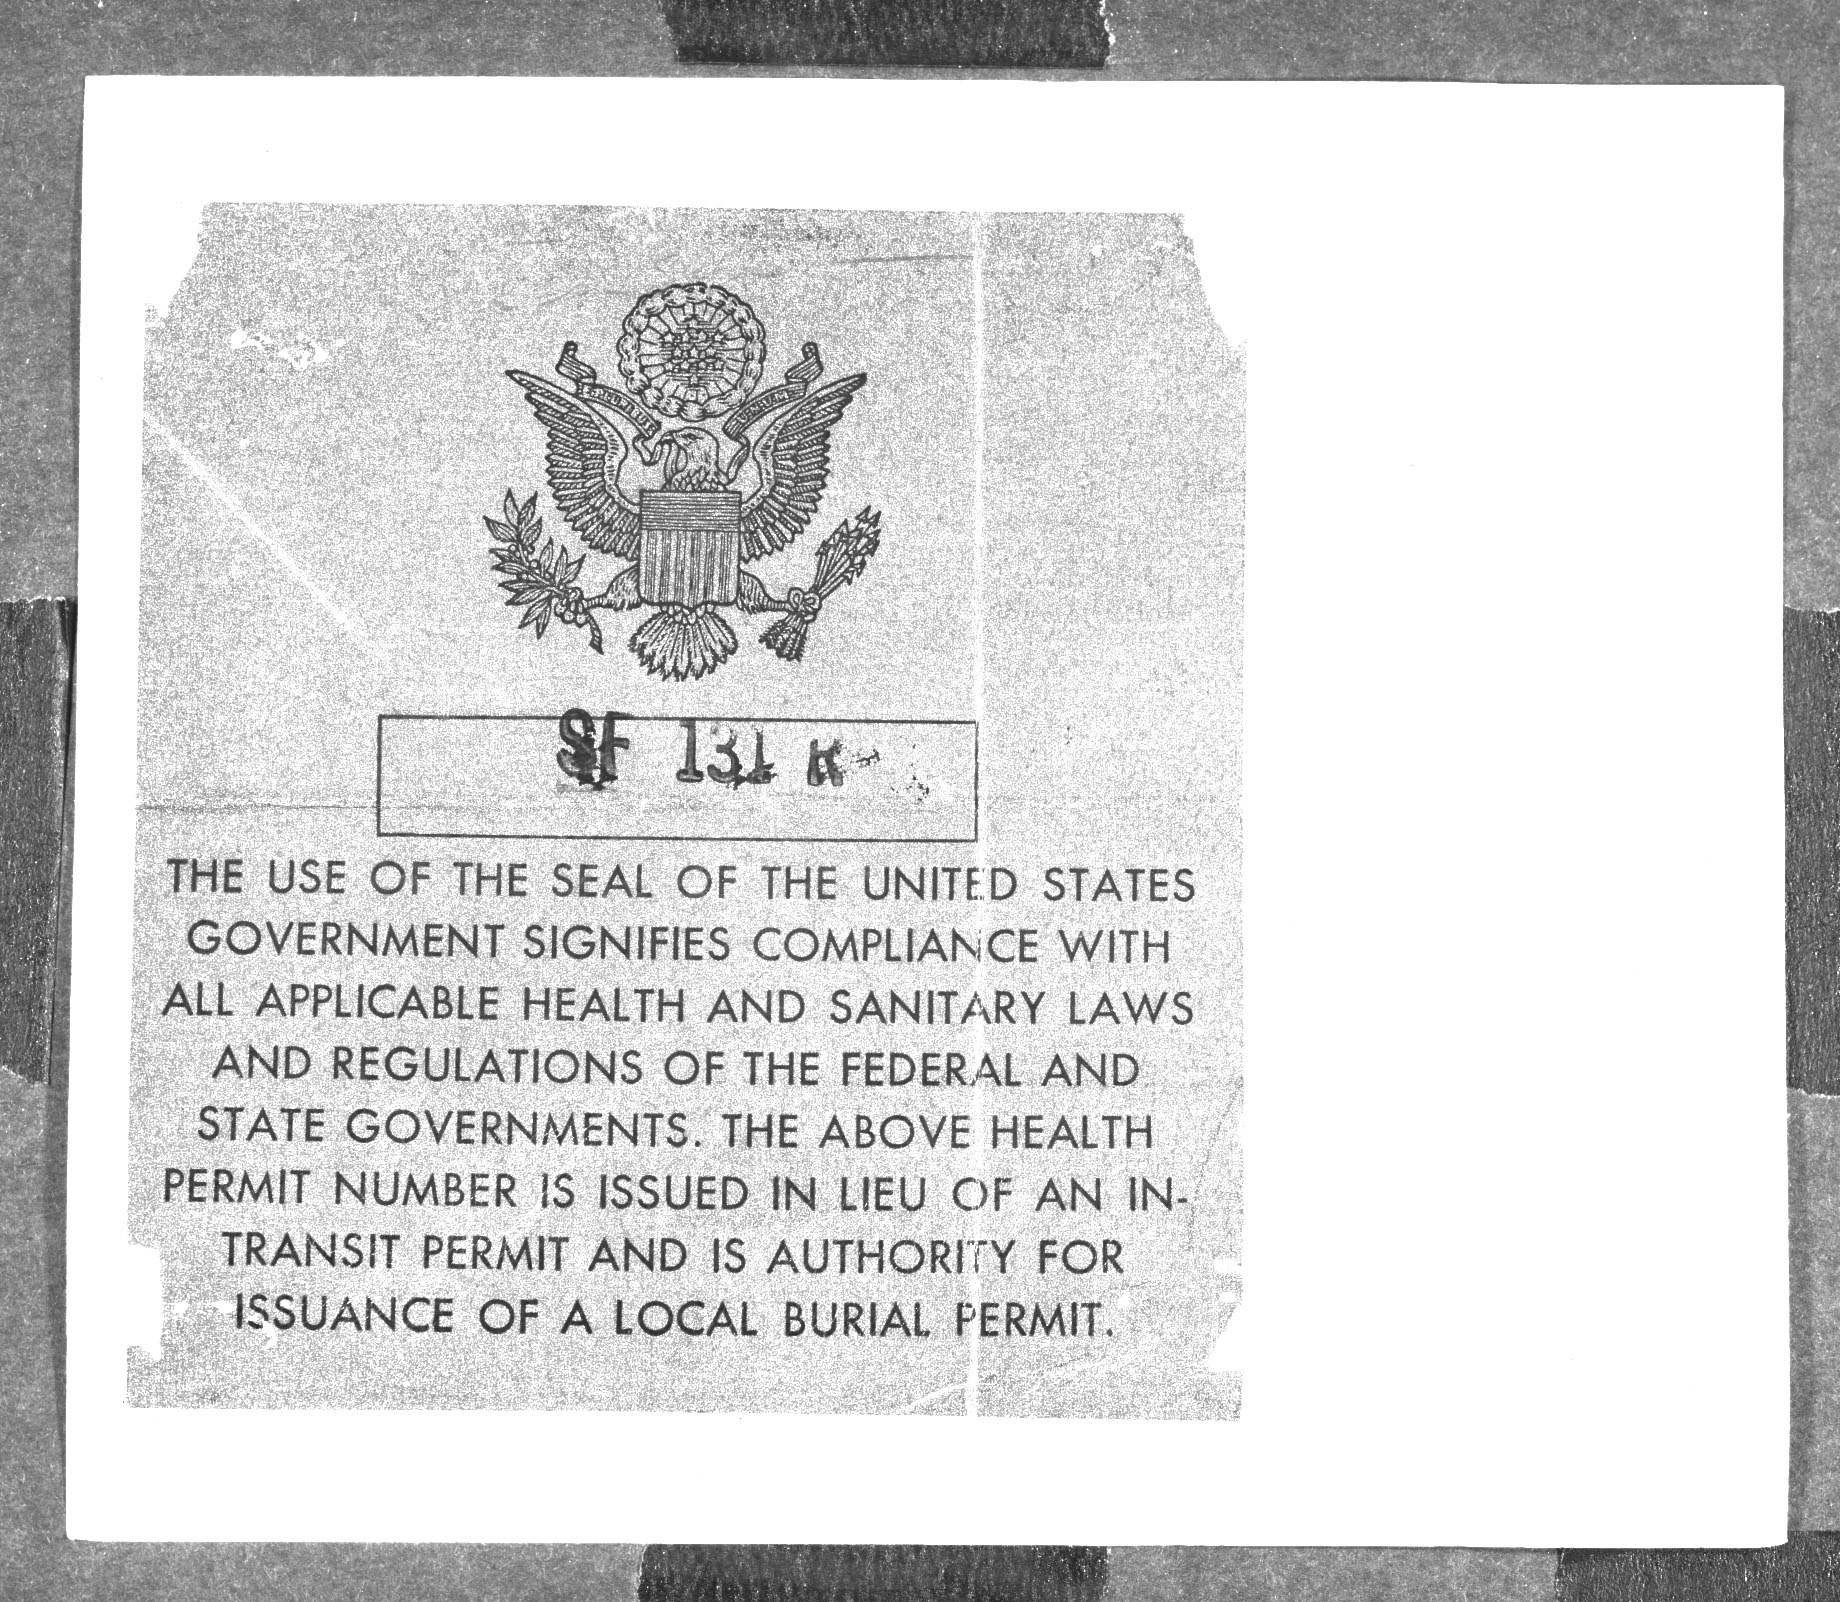 SF 131 R
THE USE OF THE SEAL OF THE UNITED STATES
GOVERNMENT SIGNIFIES COMPLIANCE WITH
ALL APPLICABLE HEALTH AND SANITARY LAWS
AND REGULATIONS OF THE FEDERAL AND
STATE GOVERNMENTS. THE ABOVE HEALTH
PERMIT NUMBER IS ISSUED IN LIEU OF AN IN-
TRANSIT PERMIT AND IS AUTHORITY FOR
ISSUANCE OF A LOCAL BURIAL PERMIT.